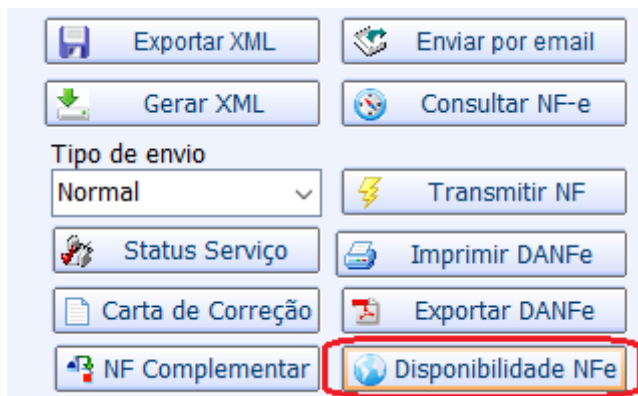 Exportar XML
Enviar por email
Gerar XML
Consultar NF-e
Tipo de envio
Normal
Transmitir NF
Status Serviço
Imprimir DANFe
Carta de Correção
Exportar DANFe
NF Complementar
Disponibilidade NFe